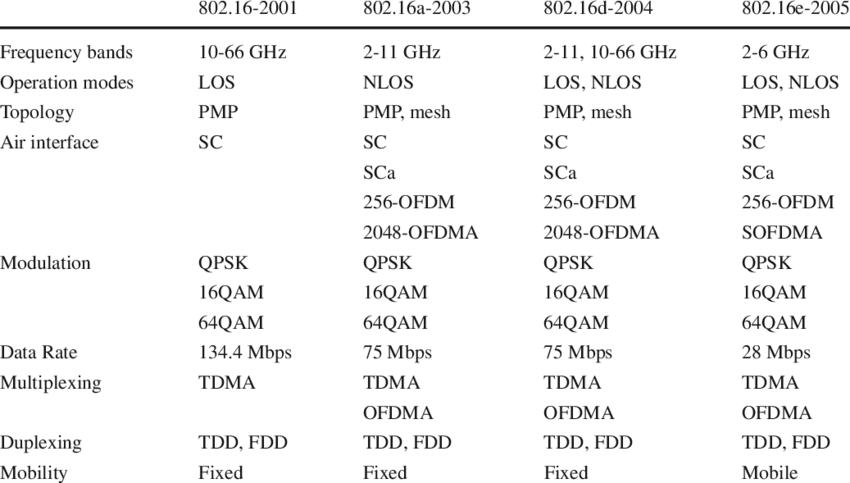 802.16-2001 802.16a-2003 802.16d-2004 802.16e-2005
Frequency bands 10-66 GHz 2-11 GHz 2-11, 10-66 GHz 2-6 GHz
Operation modes LOS NLOS LOS, NLOS LOS, NLOS
Topology PMP PMP, mesh PMP, mesh PMP, mesh
Air interface SC SC SC SC
SCa SCa SCa
256-OFDM 256-OFDM 256-OFDM
2048-OFDMA 2048-OFDMA SOFDMA
Modulation QPSK QPSK QPSK QPSK
16QAM 16QAM 16QAM 16QAM
64QAM 64QAM 64QAM 64QAM
Data Rate 134.4 Mbps 75 Mbps 75 Mbps 28 Mbps
Multiplexing TDMA TDMA TDMA TDMA
OFDMA OFDMA OFDMA
Duplexing TDD, FDD TDD, FDD TDD, FDD TDD, FDD
Mobility Fixed Fixed Fixed Mobile